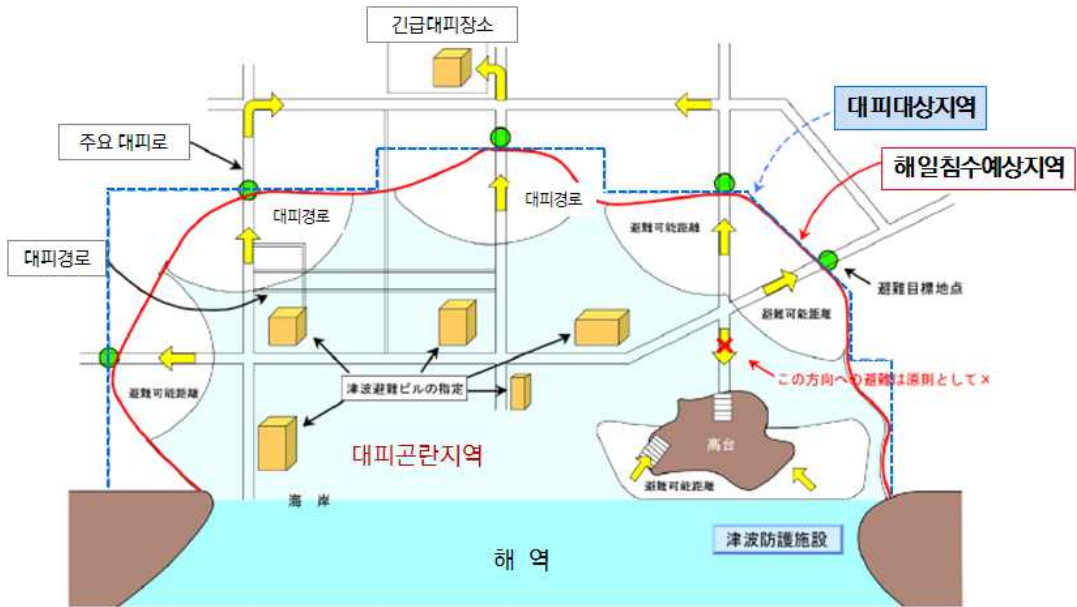 긴급대피장소
대피대상지역
주요 대피로
해일침수예상지역
대피경로
대피경로
避難可能距離
대피경로
避難目標地点
避難可能距離
この方向への避難は原則として×
避難可能距離
津波避難ビルの指定
대피곤란지역
高台
避難可能距離
海 岸
津波防護施設
해 역